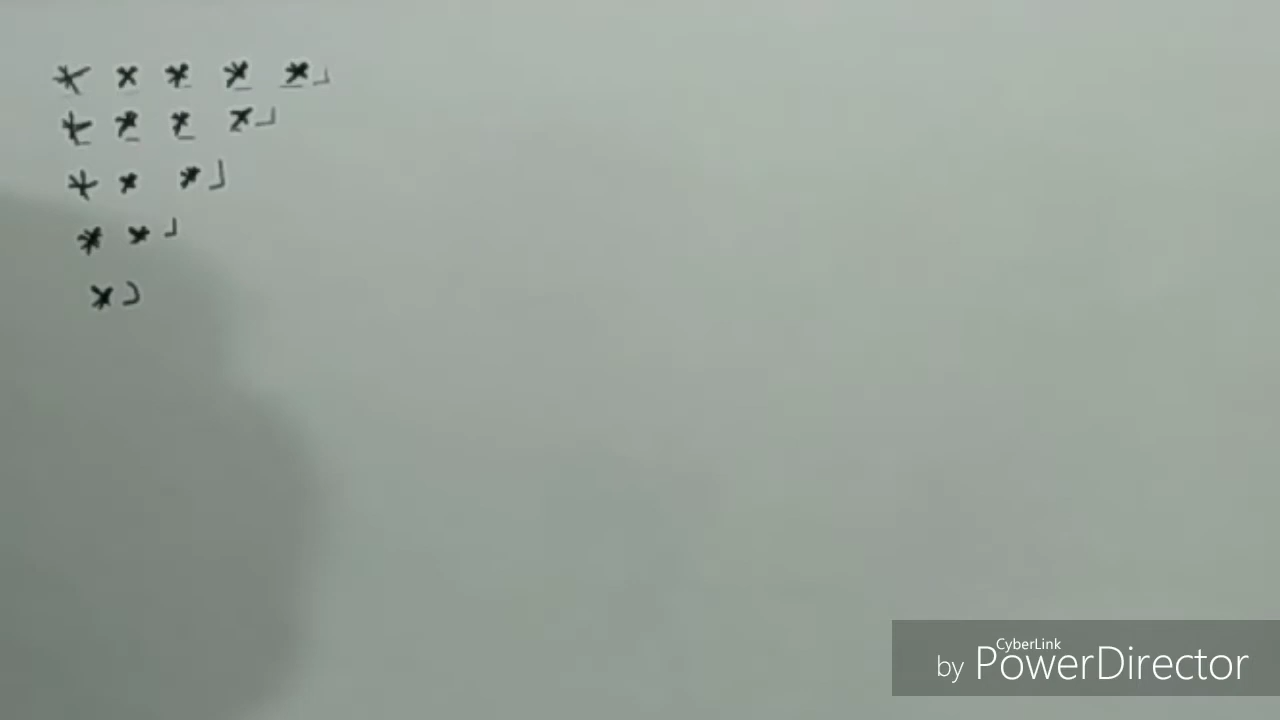 * * * * *┘
* * * *┘
* * *┘
* *┘
*┘
CyberLink
by PowerDirector